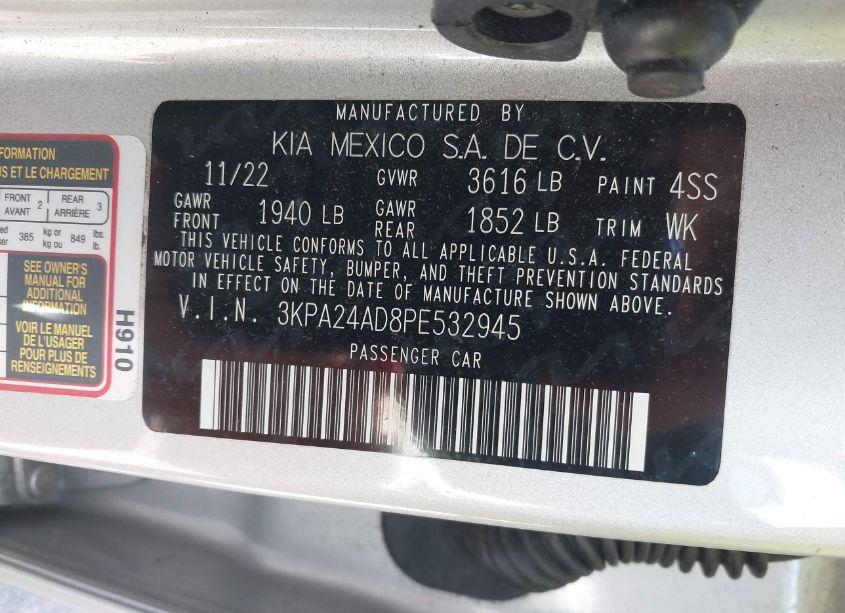 MANUFACTURED BY
KIA MEXICO S.A. DE C.V.
11/22 GVWR 3616 LB PAINT 4SS
GAWR FRONT 1940 LB GAWR REAR 1852 LB TRIM WK
THIS VEHICLE CONFORMS TO ALL APPLICABLE U.S.A. FEDERAL
MOTOR VEHICLE SAFETY, BUMPER, AND THEFT PREVENTION STANDARDS
IN EFFECT ON THE DATE OF MANUFACTURE SHOWN ABOVE.
V.I.N. 3KPA24AD8PE532945
PASSENGER CAR
LE CHARGEMENT
FRONT AVANT 2 REAR ARRIÈRE 3
385 kg or kg ou 849 lbs. lb.
SEE OWNER'S
MANUAL FOR
ADDITIONAL
INFORMATION
VOIR LE MANUEL
DE L'USAGER
POUR PLUS DE
RENSEIGNEMENTS
H910